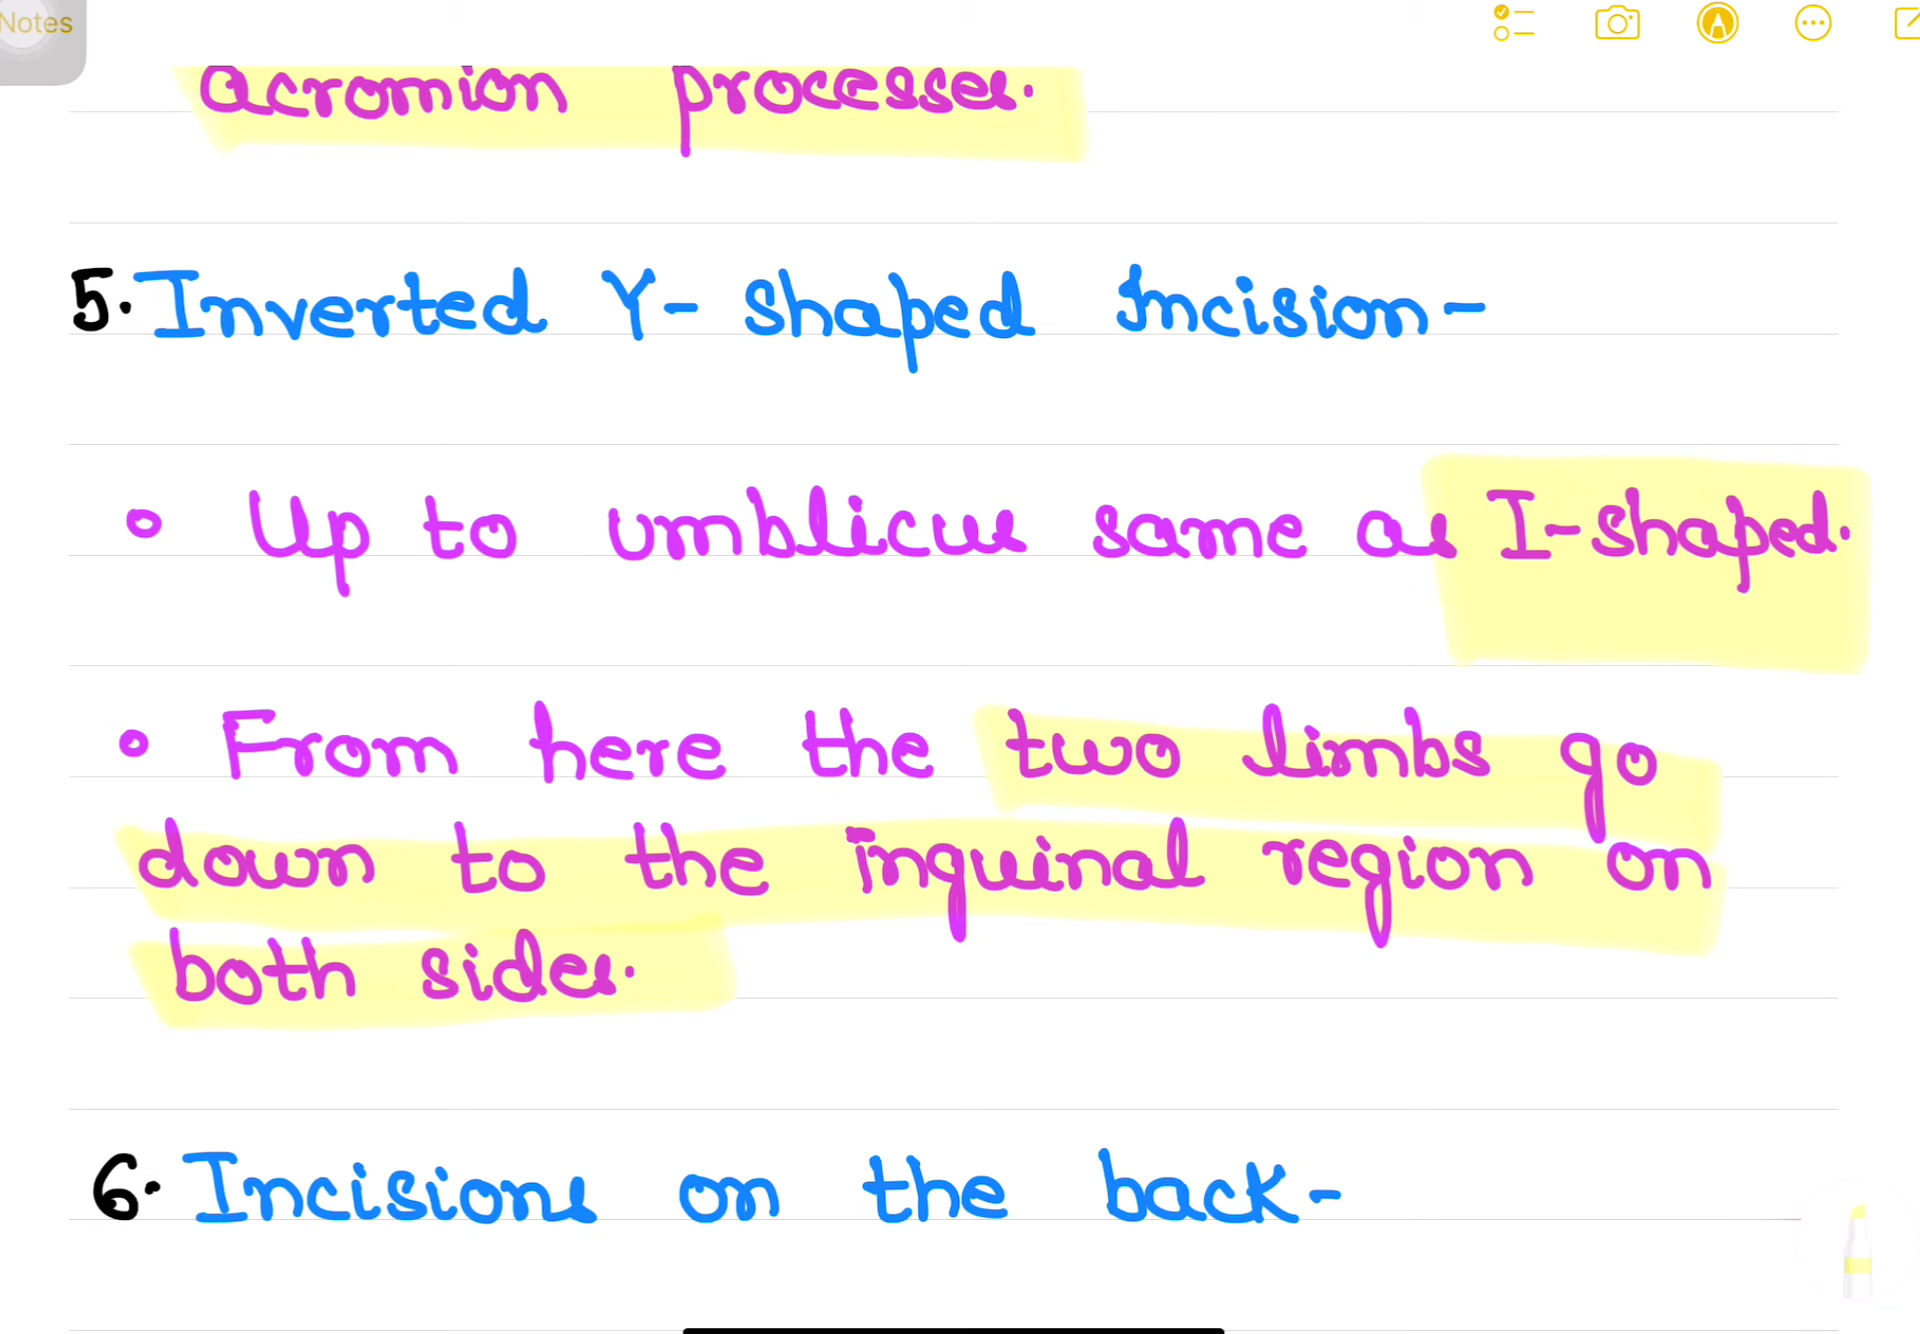 Notes
acromion processes.
5. Inverted Y- Shaped Incision-
Up to umblicus same as I-shaped.
From here the two limbs go
down to the inguinal region on
both sides.
6. Incisions on the back-